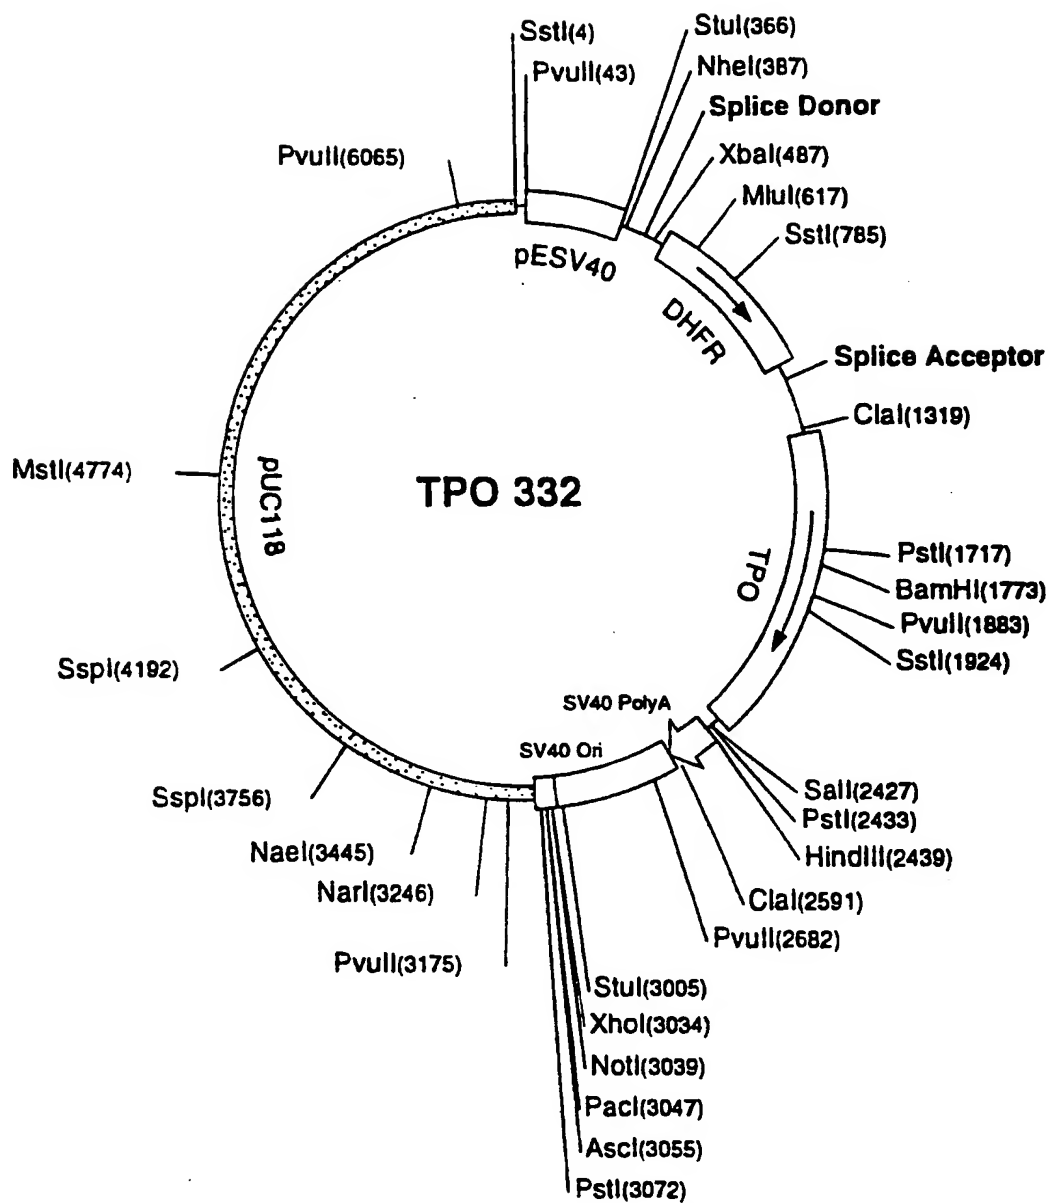 SstI(4)
PvuII(43)
StuI(366)
NheI(387)
Splice Donor
XbaI(487)
MluI(617)
SstI(785)
Splice Acceptor
ClaI(1319)
PstI(1717)
BamHI(1773)
PvuII(1883)
SstI(1924)
SalI(2427)
PstI(2433)
HindIII(2439)
ClaI(2591)
PvuII(2682)
StuI(3005)
XhoI(3034)
NotI(3039)
PacI(3047)
AscI(3055)
PstI(3072)
PvuII(3175)
NarI(3246)
NaeI(3445)
SspI(3756)
SspI(4192)
MstI(4774)
PvuII(6065)
pESV40
DHFR
TPO
SV40 PolyA
SV40 Ori
pUC118
TPO 332